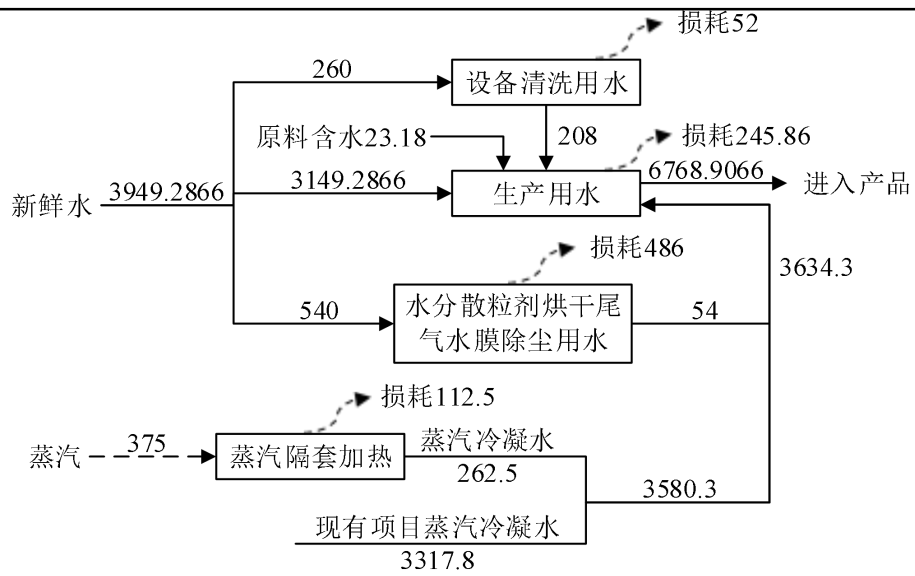 损耗52
260
设备清洗用水
原料含水23.18
208
损耗245.86
新鲜水
3949.2866
3149.2866
生产用水
6768.9066
进入产品
损耗486
3634.3
540
水分散粒剂烘干尾
气水膜除尘用水
54
损耗112.5
蒸汽
375
蒸汽隔套加热
蒸汽冷凝水
262.5
3580.3
现有项目蒸汽冷凝水
3317.8